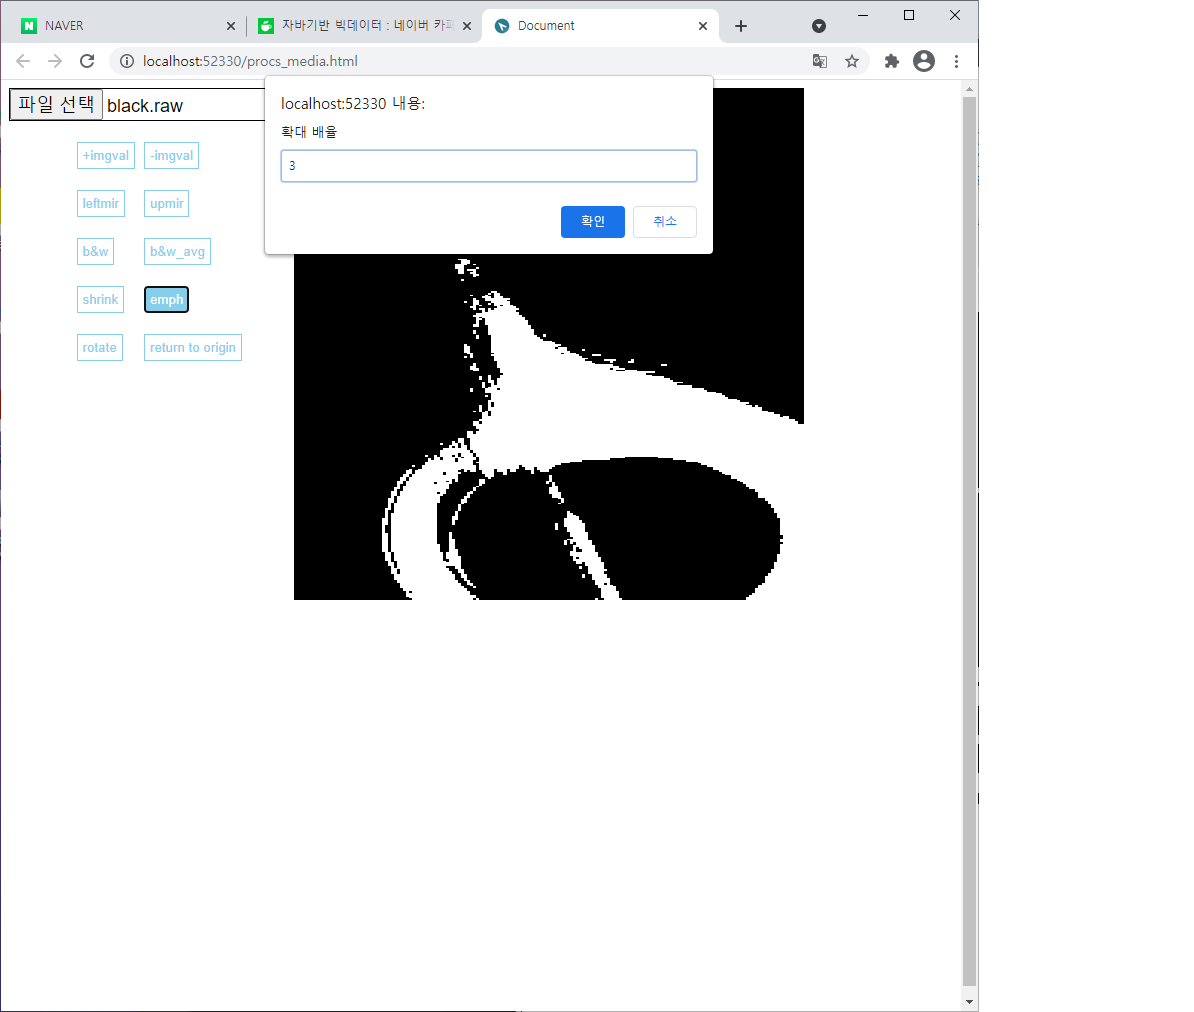 NAVER
자바기반 빅데이터 : 네이버 카페
Document
localhost:52330/procs_media.html
파일 선택 black.raw
localhost:52330 내용:
확대 배율
3
확인 취소
+imgval -imgval
leftmir upmir
b&w b&w_avg
shrink emph
rotate return to origin